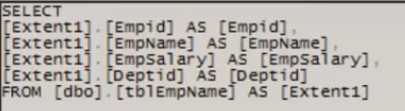 SELECT
[Extent1].[Empid] AS [Empid],
[Extent1].[EmpName] AS [EmpName],
[Extent1].[EmpSalary] AS [EmpSalary],
[Extent1].[Deptid] AS [Deptid]
FROM [dbo].[tblEmpName] AS [Extent1]